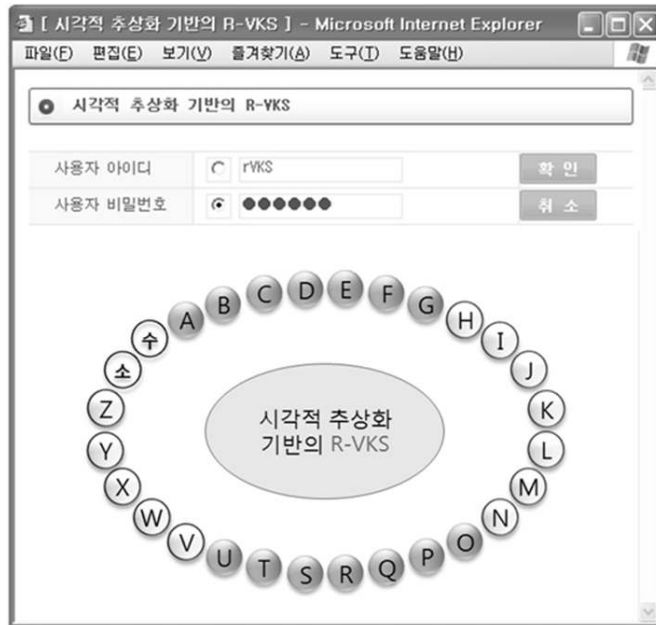 [ 시각적 추상화 기반의 R-VKS ] - Microsoft Internet Explorer
파일(F) 편집(E) 보기(V) 즐겨찾기(A) 도구(T) 도움말(H)
시각적 추상화 기반의 R-VKS
사용자 아이디 rVKS 확 인
사용자 비밀번호 ●●●●●● 취 소
A B C D E F G H I J K L M N O P Q R S T U V W X Y Z 소 수
시각적 추상화
기반의 R-VKS